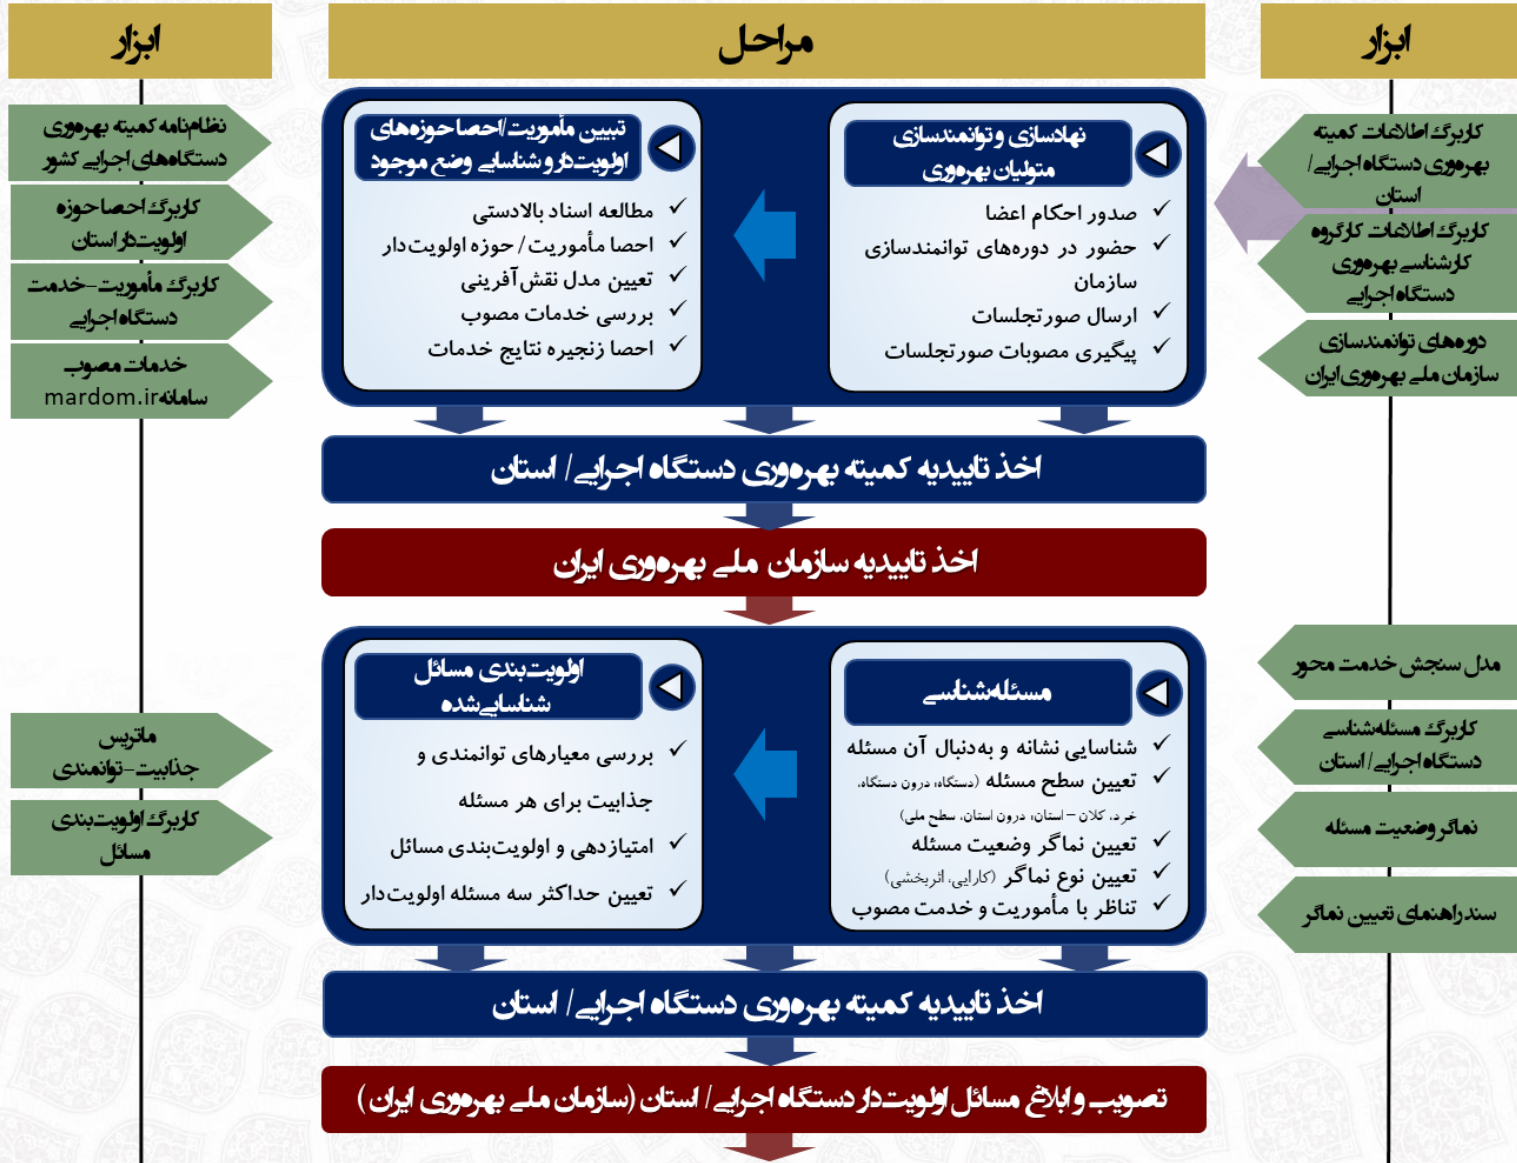 ابزار
مراحل
ابزار
کاربرگ اطلاعات کمیته
بهره‌وری دستگاه اجرایی/
استان
کاربرگ اطلاعات کارگروه
کارشناسی بهره‌وری
دستگاه اجرایی
دوره‌های توانمندسازی
سازمان ملی بهره‌وری ایران
نهادسازی و توانمندسازی
متولیان بهره‌وری
✓ صدور احکام اعضا
✓ حضور در دوره‌های توانمندسازی
سازمان
✓ ارسال صورتجلسات
✓ پیگیری مصوبات صورتجلسات
تبیین مأموریت/احصا حوزه‌های
اولویت‌دار و شناسایی وضع موجود
✓ مطالعه اسناد بالادستی
✓ احصا مأموریت/ حوزه اولویت‌دار
✓ تعیین مدل نقش‌آفرینی
✓ بررسی خدمات مصوب
✓ احصا زنجیره نتایج خدمات
نظام‌نامه کمیته بهره‌وری
دستگاه‌های اجرایی کشور
کاربرگ احصا حوزه
اولویت‌دار استان
کاربرگ مأموریت-خدمت
دستگاه اجرایی
خدمات مصوب
سامانه mardom.ir
اخذ تاییدیه کمیته بهره‌وری دستگاه اجرایی/ استان
اخذ تاییدیه سازمان ملی بهره‌وری ایران
مدل سنجش خدمت محور
کاربرگ مسئله‌شناسی
دستگاه اجرایی/ استان
نماگر وضعیت مسئله
سند راهنمای تعیین نماگر
مسئله‌شناسی
✓ شناسایی نشانه و به‌دنبال آن مسئله
✓ تعیین سطح مسئله (دستگاه، درون دستگاه،
خرد، کلان – استان، درون استان، سطح ملی)
✓ تعیین نماگر وضعیت مسئله
✓ تعیین نوع نماگر (کارایی، اثربخشی)
✓ تناظر با مأموریت و خدمت مصوب
اولویت‌بندی مسائل
شناسایی‌شده
✓ بررسی معیارهای توانمندی و
جذابیت برای هر مسئله
✓ امتیازدهی و اولویت‌بندی مسائل
✓ تعیین حداکثر سه مسئله اولویت‌دار
ماتریس
جذابیت-توانمندی
کاربرگ اولویت‌بندی
مسائل
اخذ تاییدیه کمیته بهره‌وری دستگاه اجرایی/ استان
تصویب و ابلاغ مسائل اولویت‌دار دستگاه اجرایی/ استان (سازمان ملی بهره‌وری ایران)